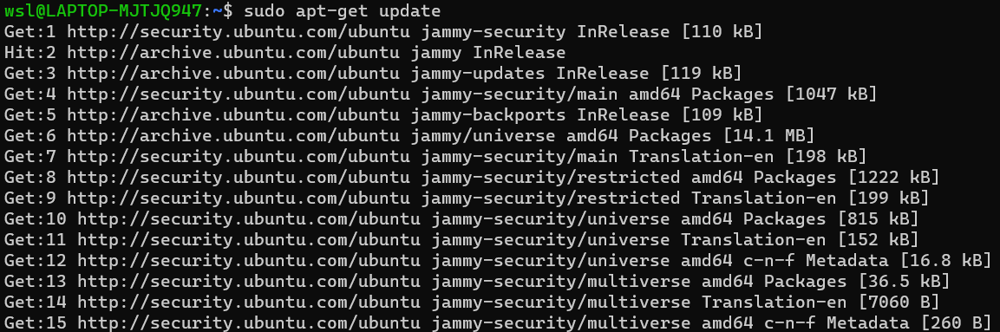 wsl@LAPTOP-MJTJQ947:~$ sudo apt-get update
Get:1 http://security.ubuntu.com/ubuntu jammy-security InRelease [110 kB]
Hit:2 http://archive.ubuntu.com/ubuntu jammy InRelease
Get:3 http://archive.ubuntu.com/ubuntu jammy-updates InRelease [119 kB]
Get:4 http://security.ubuntu.com/ubuntu jammy-security/main amd64 Packages [1047 kB]
Get:5 http://archive.ubuntu.com/ubuntu jammy-backports InRelease [109 kB]
Get:6 http://archive.ubuntu.com/ubuntu jammy/universe amd64 Packages [14.1 MB]
Get:7 http://security.ubuntu.com/ubuntu jammy-security/main Translation-en [198 kB]
Get:8 http://security.ubuntu.com/ubuntu jammy-security/restricted amd64 Packages [1222 kB]
Get:9 http://security.ubuntu.com/ubuntu jammy-security/restricted Translation-en [199 kB]
Get:10 http://security.ubuntu.com/ubuntu jammy-security/universe amd64 Packages [815 kB]
Get:11 http://security.ubuntu.com/ubuntu jammy-security/universe Translation-en [152 kB]
Get:12 http://security.ubuntu.com/ubuntu jammy-security/universe amd64 c-n-f Metadata [16.8 kB]
Get:13 http://security.ubuntu.com/ubuntu jammy-security/multiverse amd64 Packages [36.5 kB]
Get:14 http://security.ubuntu.com/ubuntu jammy-security/multiverse Translation-en [7060 B]
Get:15 http://security.ubuntu.com/ubuntu jammy-security/multiverse amd64 c-n-f Metadata [260 B]